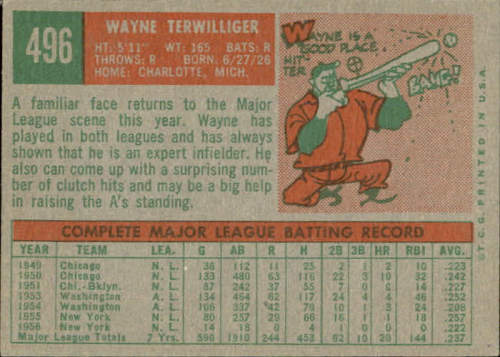 496
WAYNE TERWILLIGER
HT: 5'11" WT: 165 BATS: R
THROWS: R BORN: 6/27/26
HOME: CHARLOTTE, MICH.
WAYNE IS A
"GOOD PLACE"
HIT-
TER
BANG!
A familiar face returns to the Major
League scene this year. Wayne has
played in both leagues and has always
shown that he is an expert infielder. He
also can come up with a surprising num-
ber of clutch hits and may be a big help
in raising the A's standing.
COMPLETE MAJOR LEAGUE BATTING RECORD
YEAR TEAM LEA. G AB R H 2B 3B HR RBI AVG.
1949 Chicago N. L. 36 112 11 25 2 1 2 10 .223
1950 Chicago N. L. 133 480 63 116 22 3 10 32 .242
1951 Chi.-Bklyn. N. L. 87 242 37 55 7 0 0 14 .227
1953 Washington A. L. 134 464 62 117 24 4 4 46 .252
1954 Washington A. L. 106 337 42 70 10 1 3 24 .208
1955 New York N. L. 80 257 29 66 16 1 1 18 .257
1956 New York N. L. 14 18 0 4 1 0 0 0 .222
Major League Totals 7 Yrs. 590 1910 244 453 82 10 20 144 .237
©T.C.G. PRINTED IN U.S.A.